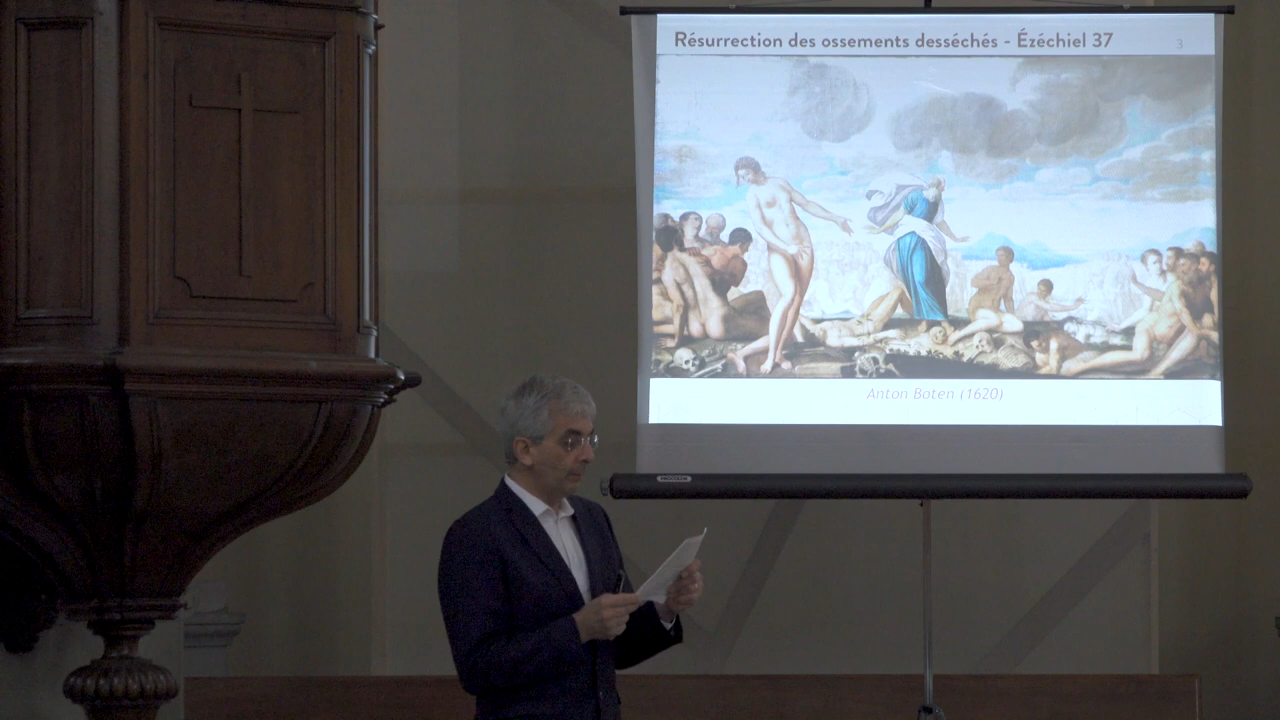 Résurrection des ossements desséchés - Ézéchiel 37
3
Anton Boten (1620)